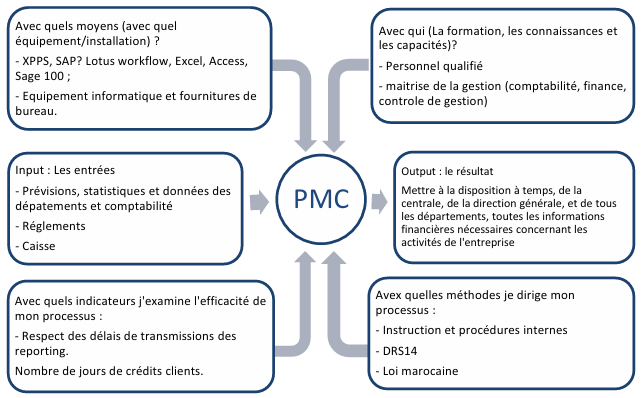 Avec quels moyens (avec quel
équipement/installation) ?
- XPPS, SAP? Lotus workflow, Excel, Access,
Sage 100 ;
- Equipement informatique et fournitures de
bureau.
Avec qui (La formation, les connaissances et
les capacités)?
- Personnel qualifié
- maitrise de la gestion (comptabilité, finance,
controle de gestion)
Input : Les entrées
- Prévisions, statistiques et données des
dépatements et comptabilité
- Réglements
- Caisse
PMC
Output : le résultat
Mettre à la disposition à temps, de la
centrale, de la direction générale, et de tous
les départements, toutes les informations
financières nécessaires concernant les
activités de l'entreprise
Avec quels indicateurs j'examine l'efficacité de
mon processus :
- Respect des délais de transmissions des
reporting.
Nombre de jours de crédits clients.
Avex quelles méthodes je dirige mon
processus :
- Instruction et procédures internes
- DRS14
- Loi marocaine